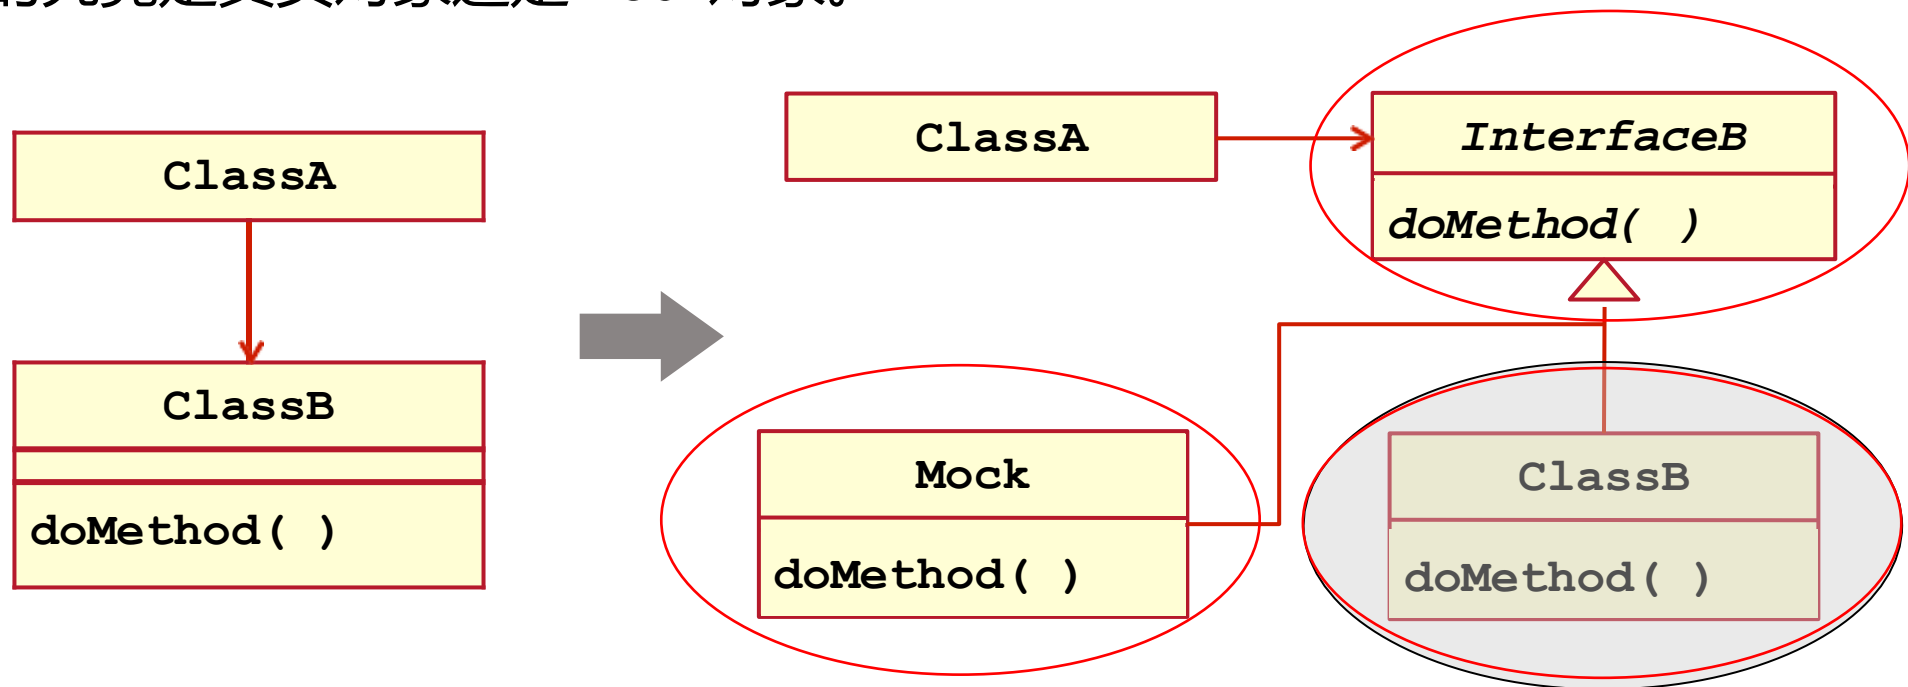 ClassA
ClassB
doMethod( )
ClassA
InterfaceB
doMethod( )
Mock
doMethod( )
ClassB
doMethod( )